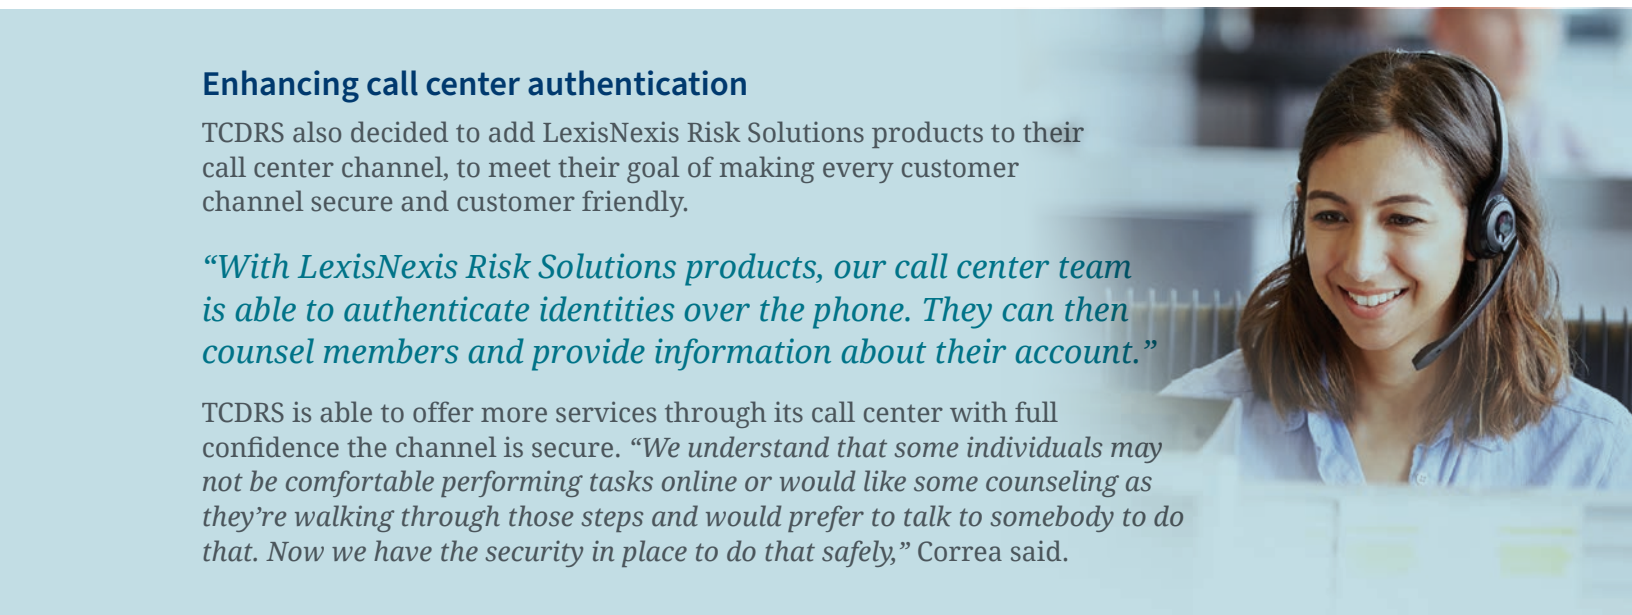 Enhancing call center authentication
TCDRS also decided to add LexisNexis Risk Solutions products to their
call center channel, to meet their goal of making every customer
channel secure and customer friendly.
“With LexisNexis Risk Solutions products, our call center team
is able to authenticate identities over the phone. They can then
counsel members and provide information about their account.”
TCDRS is able to offer more services through its call center with full
confidence the channel is secure. “We understand that some individuals may
not be comfortable performing tasks online or would like some counseling as
they’re walking through those steps and would prefer to talk to somebody to do
that. Now we have the security in place to do that safely,” Correa said.